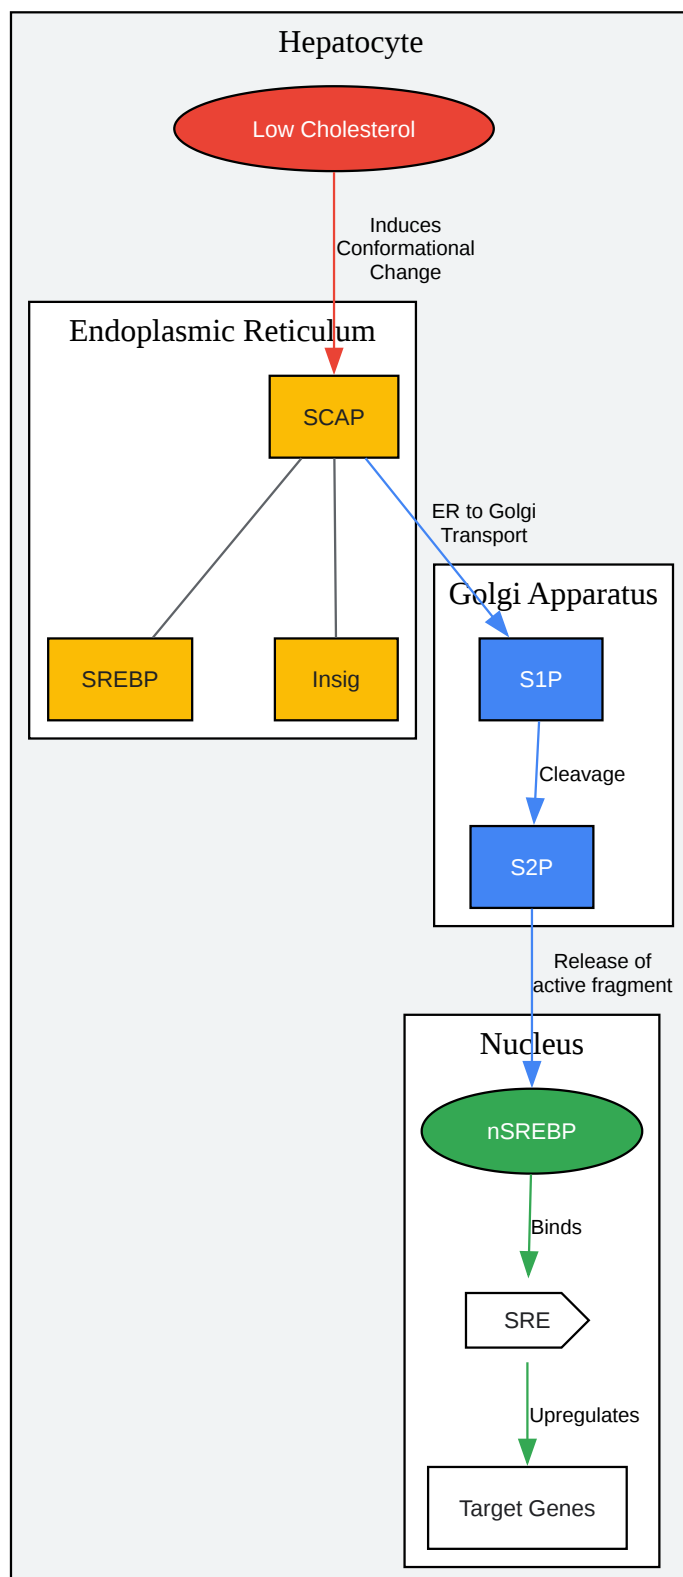 Hepatocyte
Low Cholesterol
Induces
Conformational
Change
Endoplasmic Reticulum
SCAP
ER to Golgi
Transport
Golgi Apparatus
SREBP
Insig
S1P
Cleavage
S2P
Release of
active fragment
Nucleus
nSREBP
Binds
SRE
Upregulates
Target Genes